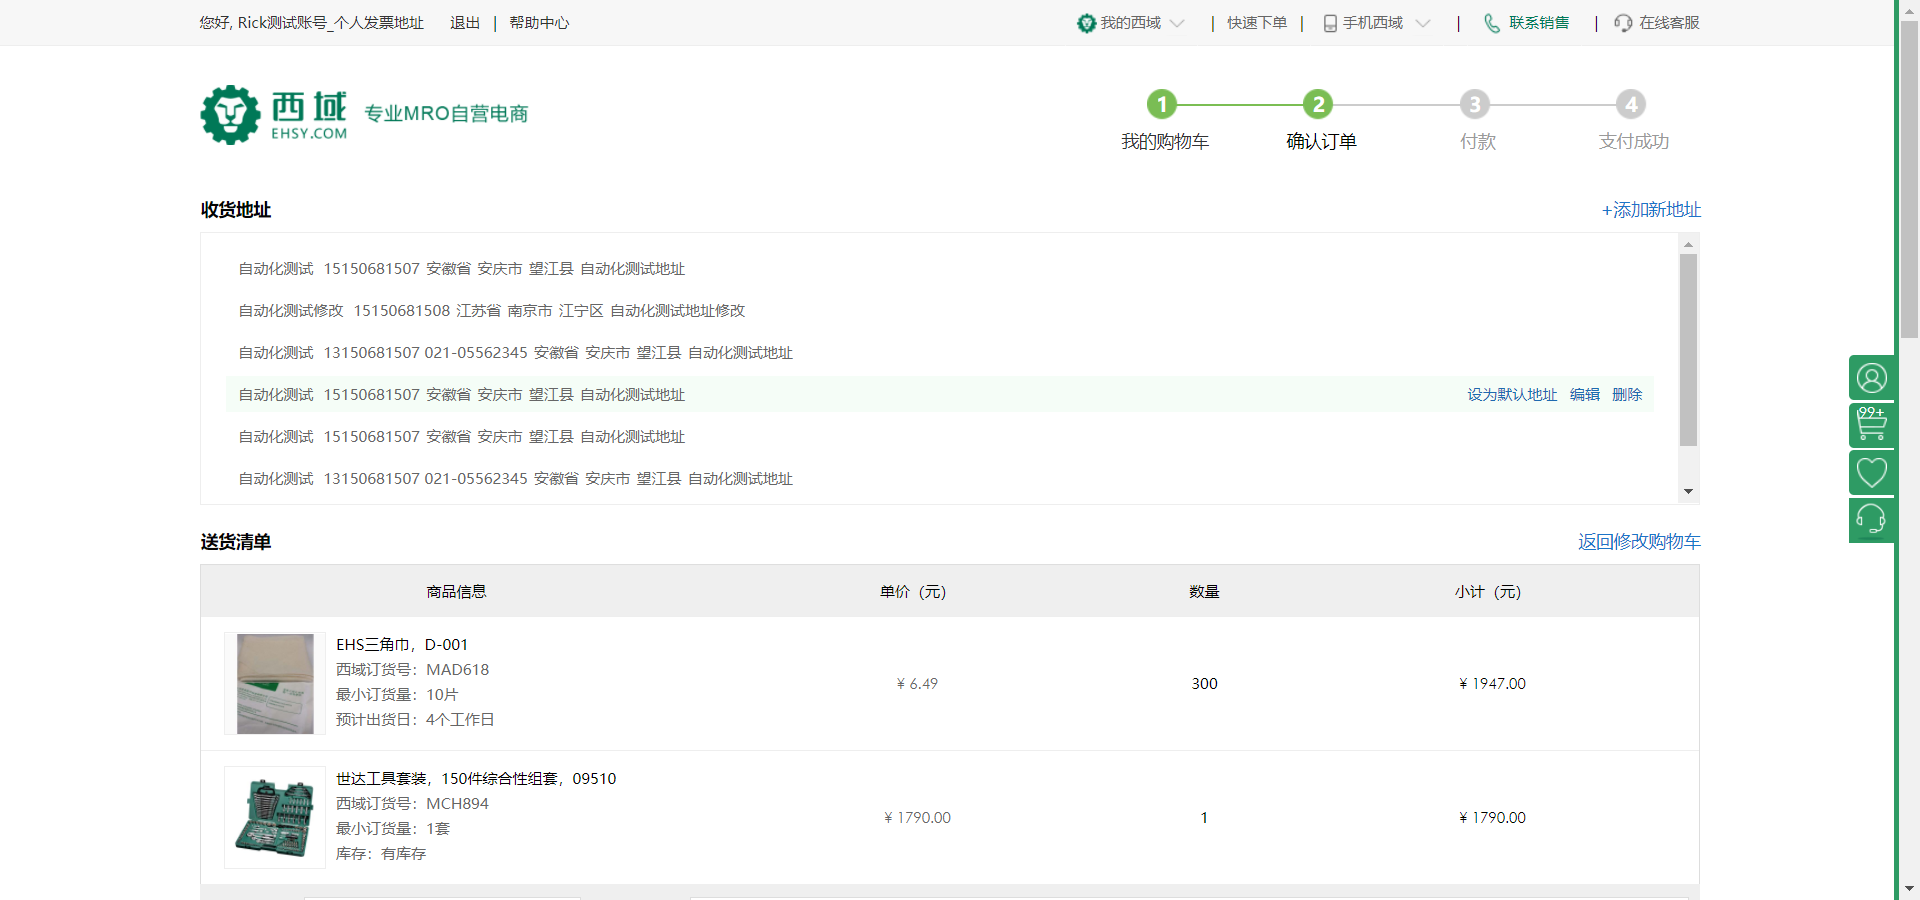 您好, Rick测试账号_个人发票地址 退出 | 帮助中心 我的西域 | 快速下单 | 手机西域 | 联系销售 | 在线客服
西域 EHSY.COM 专业MRO自营电商
1 2 3 4
我的购物车 确认订单 付款 支付成功
收货地址 +添加新地址
自动化测试 15150681507 安徽省 安庆市 望江县 自动化测试地址
自动化测试修改 15150681508 江苏省 南京市 江宁区 自动化测试地址修改
自动化测试 13150681507 021-05562345 安徽省 安庆市 望江县 自动化测试地址
自动化测试 15150681507 安徽省 安庆市 望江县 自动化测试地址 设为默认地址 编辑 删除
自动化测试 15150681507 安徽省 安庆市 望江县 自动化测试地址
自动化测试 13150681507 021-05562345 安徽省 安庆市 望江县 自动化测试地址
99+
送货清单 返回修改购物车
商品信息 单价（元） 数量 小计（元）
EHS三角巾，D-001
西域订货号：MAD618
最小订货量：10片
预计出货日：4个工作日
¥ 6.49 300 ¥ 1947.00
世达工具套装，150件综合性组套，09510
西域订货号：MCH894
最小订货量：1套
库存：有库存
¥ 1790.00 1 ¥ 1790.00